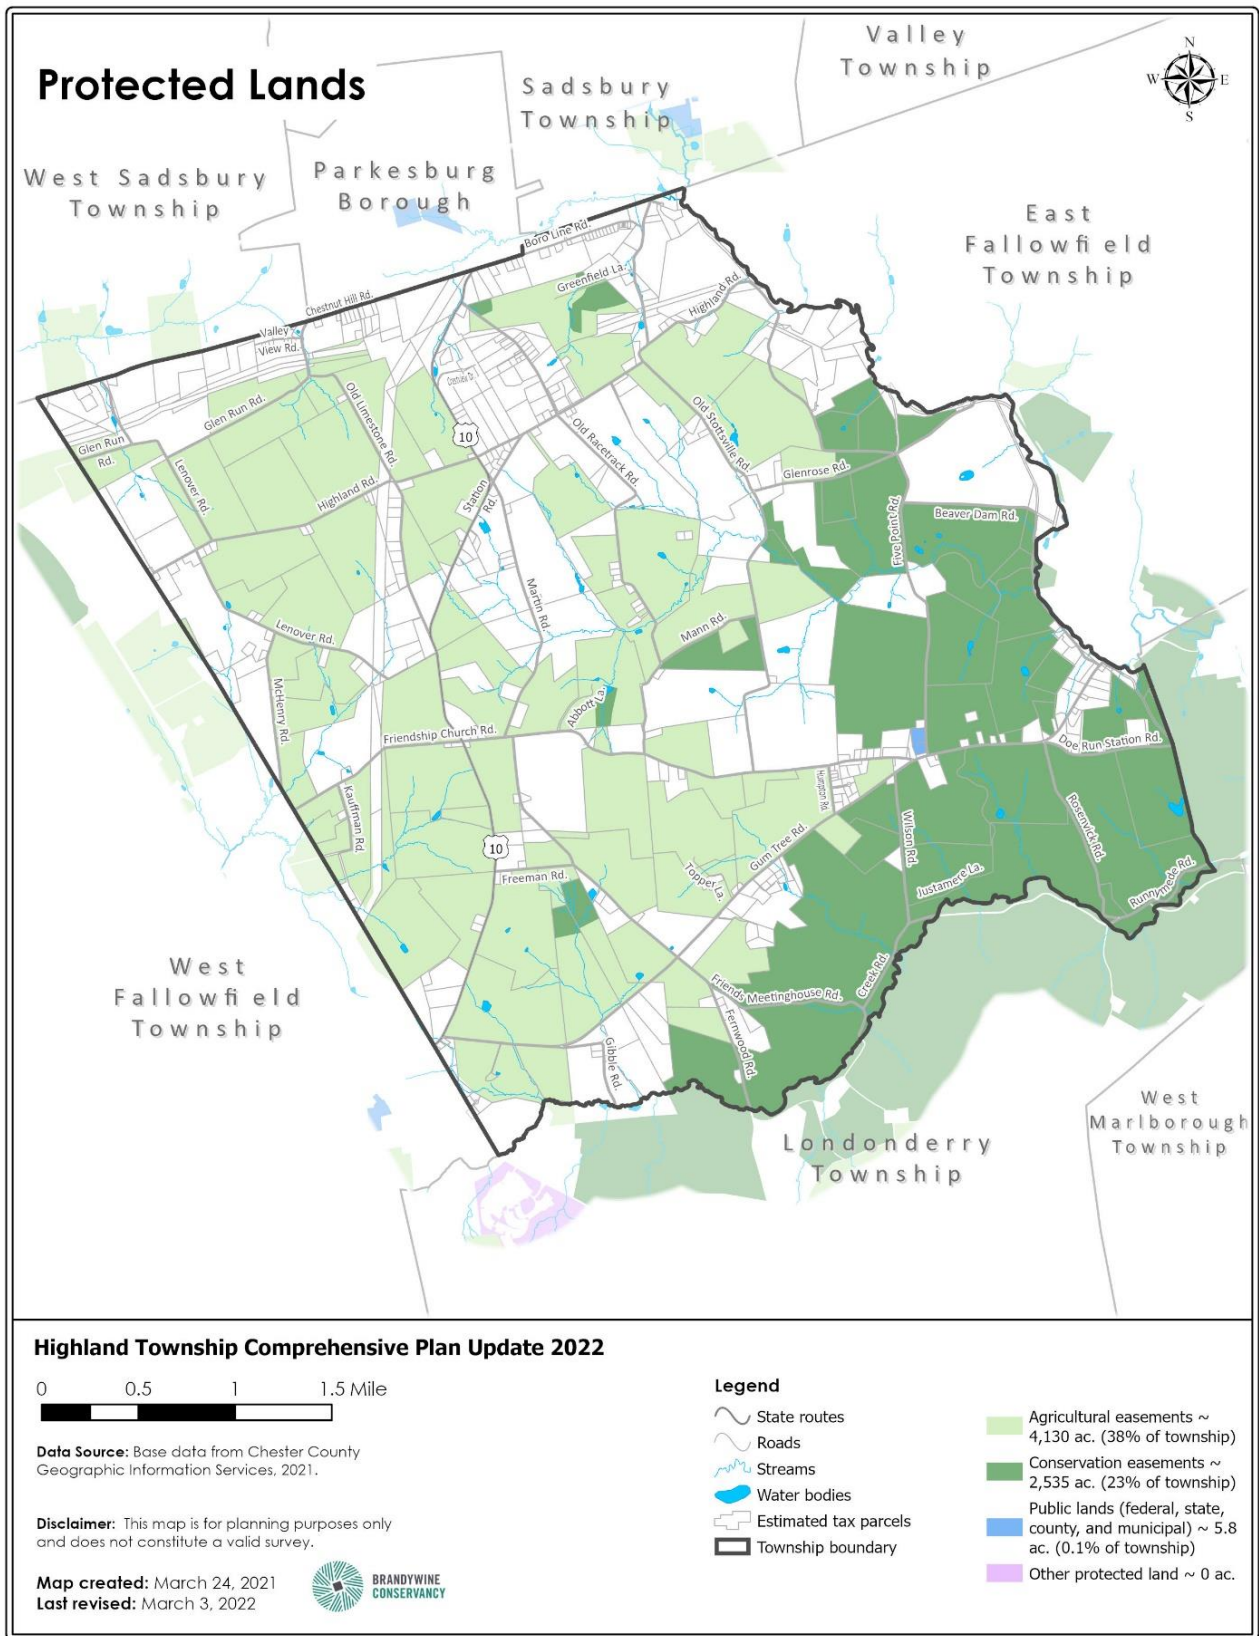 Protected Lands
Valley
Township
N
W
E
S
Sadsbury
Township
West Sadsbury
Township
Parkesburg
Borough
East
Fallowfield
Township
Boro Line Rd.
Greenfield La.
Highland Rd.
Chestnut Hill Rd.
Valley
View Rd.
Crestview Dr.
Old Limestone Rd.
Glen Run Rd.
10
Old Racetrack Rd.
Old Stottsville Rd.
Glen Run
Rd.
Lenover Rd.
Highland Rd.
Station
Rd.
Glenrose Rd.
Five Point Rd.
Beaver Dam Rd.
Martin Rd.
Lenover Rd.
Mann Rd.
McHenry Rd.
Abbott La.
Friendship Church Rd.
Doe Run Station Rd.
Kauffman Rd.
Humpton Rd.
Rosenvick Rd.
Wilson Rd.
Gum Tree Rd.
10
Freeman Rd.
Topper La.
Justamere La.
Runnymede Rd.
West
Fallowfield
Township
Friends Meetinghouse Rd.
Creek Rd.
Fernwood Rd.
Gibble Rd.
West
Marlborough
Township
Londonderry
Township
Highland Township Comprehensive Plan Update 2022
0 0.5 1 1.5 Mile
Data Source: Base data from Chester County
Geographic Information Services, 2021.
Disclaimer: This map is for planning purposes only
and does not constitute a valid survey.
Map created: March 24, 2021
Last revised: March 3, 2022
BRANDYWINE
CONSERVANCY
Legend
State routes
Roads
Streams
Water bodies
Estimated tax parcels
Township boundary
Agricultural easements ~
4,130 ac. (38% of township)
Conservation easements ~
2,535 ac. (23% of township)
Public lands (federal, state,
county, and municipal) ~ 5.8
ac. (0.1% of township)
Other protected land ~ 0 ac.